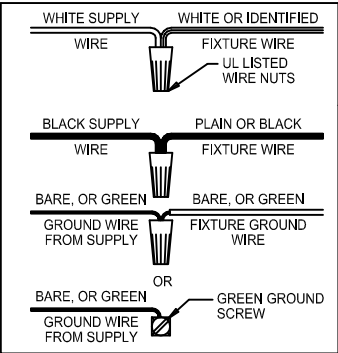 WHITE SUPPLY WHITE OR IDENTIFIED
WIRE FIXTURE WIRE
UL LISTED
WIRE NUTS
BLACK SUPPLY PLAIN OR BLACK
WIRE FIXTURE WIRE
BARE, OR GREEN BARE, OR GREEN
GROUND WIRE FIXTURE GROUND
FROM SUPPLY WIRE
OR
BARE, OR GREEN GREEN GROUND
SCREW
GROUND WIRE
FROM SUPPLY